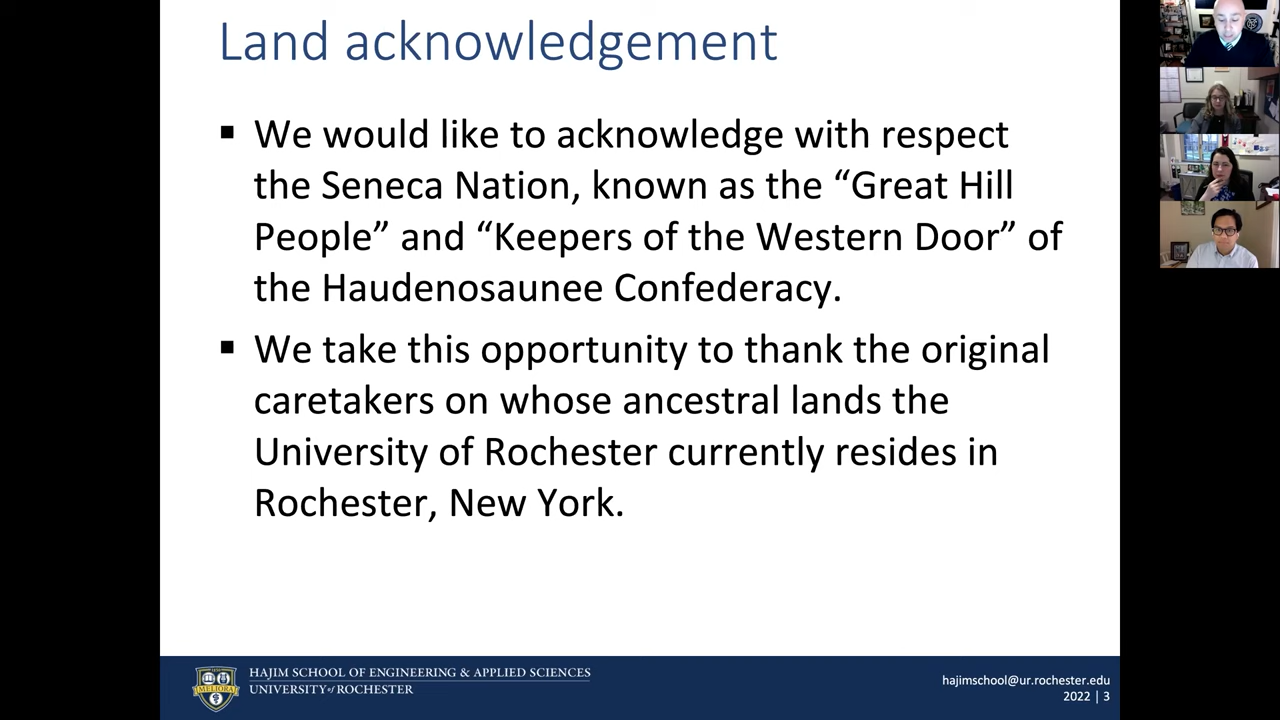 Land acknowledgement
▪ We would like to acknowledge with respect
the Seneca Nation, known as the “Great Hill
People” and “Keepers of the Western Door” of
the Haudenosaunee Confederacy.
▪ We take this opportunity to thank the original
caretakers on whose ancestral lands the
University of Rochester currently resides in
Rochester, New York.
MELIORA
HAJIM SCHOOL OF ENGINEERING & APPLIED SCIENCES
UNIVERSITY of ROCHESTER
hajimschool@ur.rochester.edu
2022 | 3